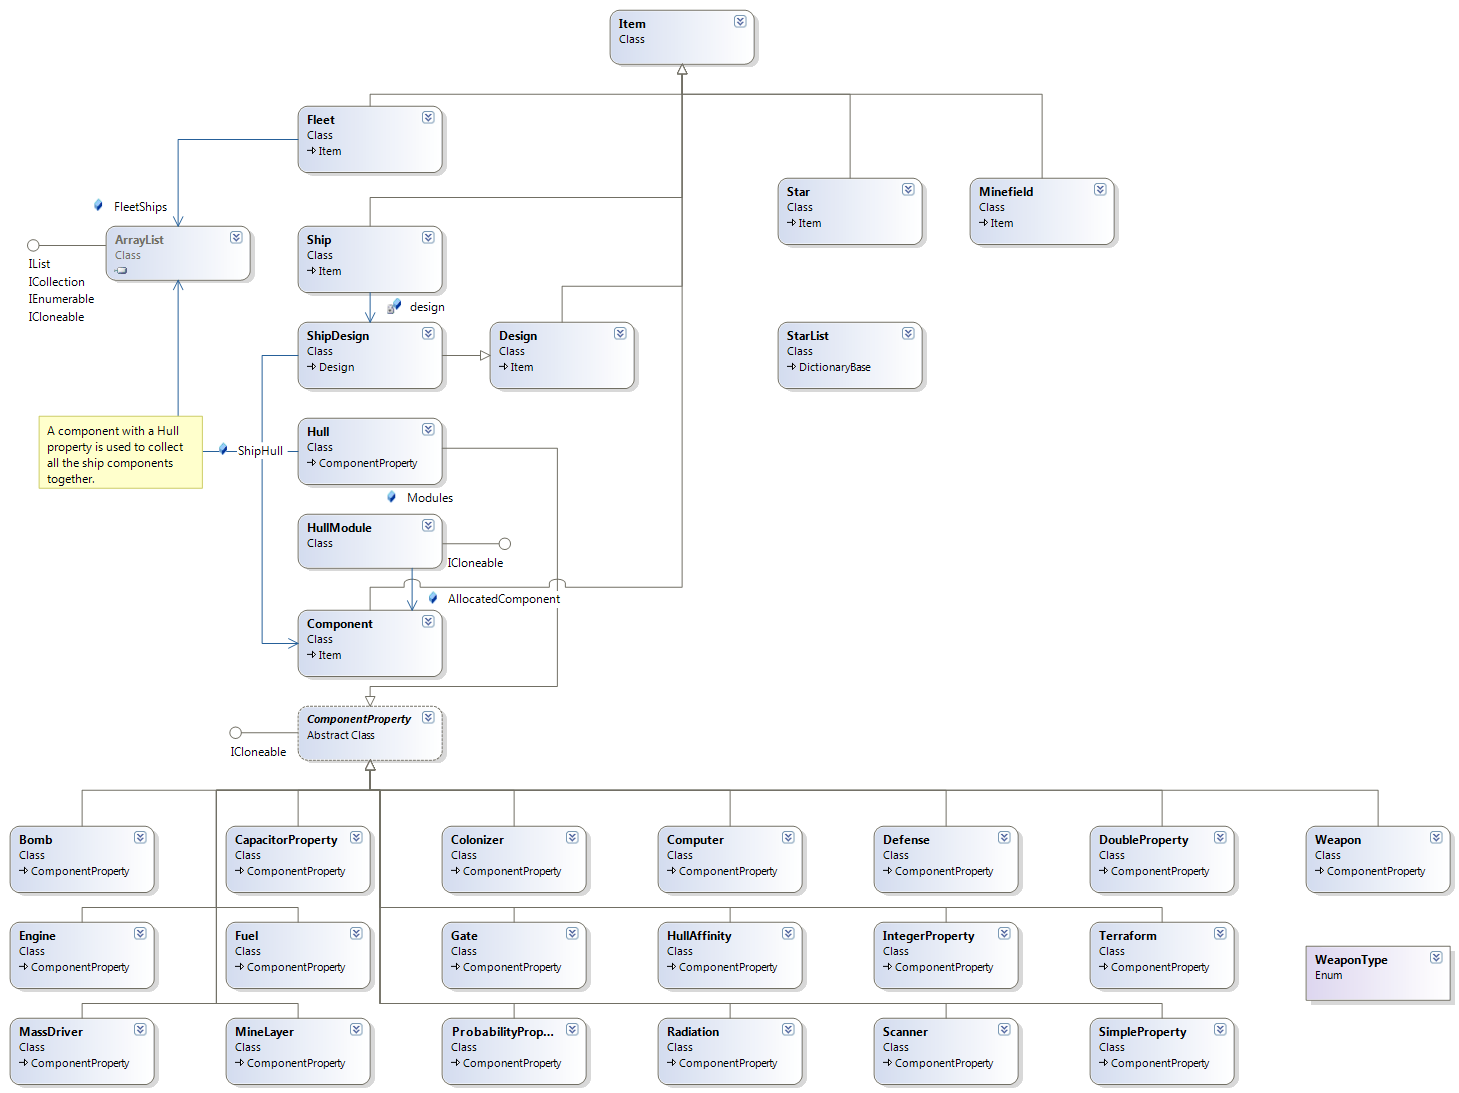 Item
Class
Fleet
Class
Item
FleetShips
ArrayList
Class
IList
ICollection
IEnumerable
ICloneable
Star
Class
Item
Minefield
Class
Item
Ship
Class
Item
design
ShipDesign
Class
Design
Design
Class
Item
StarList
Class
DictionaryBase
A component with a Hull
property is used to collect
all the ship components
together.
ShipHull
Hull
Class
ComponentProperty
Modules
HullModule
Class
ICloneable
AllocatedComponent
Component
Class
Item
ComponentProperty
Abstract Class
ICloneable
Bomb
Class
ComponentProperty
CapacitorProperty
Class
ComponentProperty
Colonizer
Class
ComponentProperty
Computer
Class
ComponentProperty
Defense
Class
ComponentProperty
DoubleProperty
Class
ComponentProperty
Weapon
Class
ComponentProperty
Engine
Class
ComponentProperty
Fuel
Class
ComponentProperty
Gate
Class
ComponentProperty
HullAffinity
Class
ComponentProperty
IntegerProperty
Class
ComponentProperty
Terraform
Class
ComponentProperty
WeaponType
Enum
MassDriver
Class
ComponentProperty
MineLayer
Class
ComponentProperty
ProbabilityProp...
Class
ComponentProperty
Radiation
Class
ComponentProperty
Scanner
Class
ComponentProperty
SimpleProperty
Class
ComponentProperty